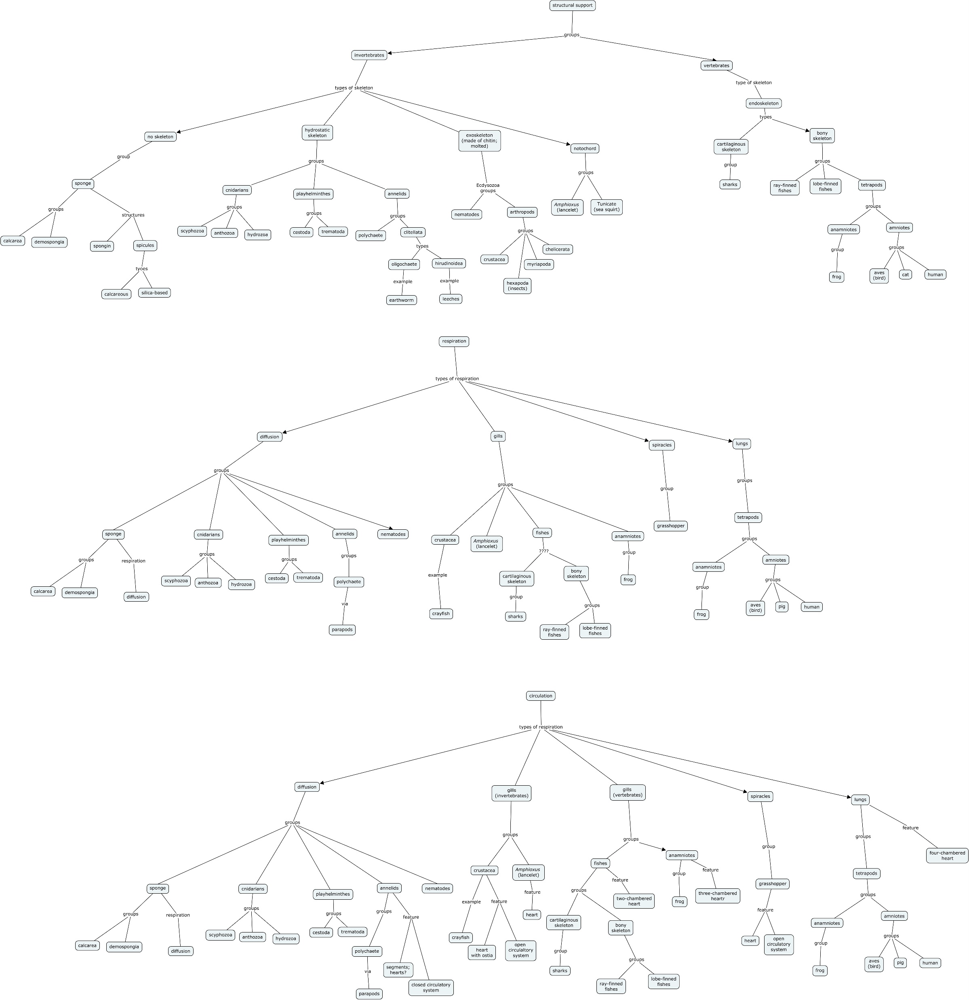 structural support
groups
invertebrates
vertebrates
type of skeleton
types of skeleton
endoskeleton
types
no skeleton
hydrostatic
skeleton
exoskeleton
(made of chitin;
molted)
notochord
cartilaginous
skeleton
bony
skeleton
group
groups
groups
group
groups
sponge
cnidarians
playhelminthes
annelids
Ecdysozoa
groups
sharks
ray-finned
fishes
lobe-finned
fishes
tetrapods
groups
structures
groups
groups
groups
nematodes
arthropods
Amphioxus
(lancelet)
Tunicate
(sea squirt)
groups
calcarea
demospongia
spongin
spicules
scyphozoa
anthozoa
hydrozoa
cestoda
trematoda
polychaete
clitellata
groups
anamniotes
amniotes
tyoes
types
crustacea
hexapoda
(insects)
myriapoda
chelicerata
group
groups
calcareous
silica-based
oligochaete
hirudinoidea
frog
aves
(bird)
cat
human
example
example
earthworm
leeches
respiration
types of respiration
diffusion
gills
spiracles
lungs
groups
groups
group
groups
sponge
cnidarians
playhelminthes
annelids
nematodes
crustacea
Amphioxus
(lancelet)
fishes
anamniotes
grasshopper
tetrapods
groups
respiration
groups
groups
groups
example
????
group
groups
calcarea
demospongia
diffusion
scyphozoa
anthozoa
hydrozoa
cestoda
trematoda
polychaete
cartilaginous
skeleton
bony
skeleton
frog
anamniotes
amniotes
via
group
groups
group
groups
parapods
crayfish
sharks
ray-finned
fishes
lobe-finned
fishes
frog
aves
(bird)
pig
human
circulation
types of respiration
diffusion
gills
(invertebrates)
gills
(vertebrates)
spiracles
lungs
groups
groups
groups
group
groups
feature
four-chambered
heart
sponge
cnidarians
playhelminthes
annelids
nematodes
crustacea
Amphioxus
(lancelet)
fishes
anamniotes
grasshopper
tetrapods
groups
respiration
groups
groups
groups
feature
example
feature
feature
groups
feature
group
feature
feature
groups
calcarea
demospongia
diffusion
scyphozoa
anthozoa
hydrozoa
cestoda
trematoda
polychaete
segments;
hearts?
closed circulatory
system
crayfish
heart
with ostia
open
circulaltory
system
heart
cartilaginous
skeleton
bony
skeleton
two-chambered
heart
frog
three-chambered
heartr
heart
open
circulatory
system
anamniotes
amniotes
via
group
groups
group
groups
parapods
sharks
ray-finned
fishes
lobe-finned
fishes
frog
aves
(bird)
pig
human